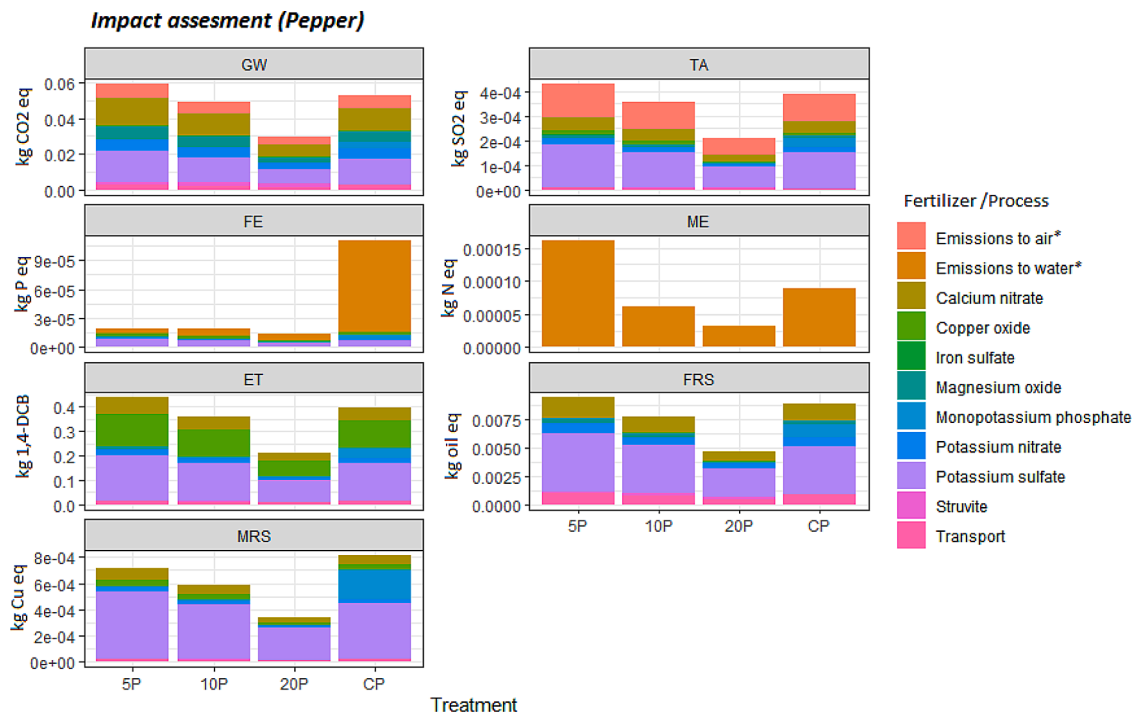 Impact assesment (Pepper)
GW
kg CO2 eq
0.06
0.04
0.02
0.00
TA
kg SO2 eq
4e-04
3e-04
2e-04
1e-04
0e+00
FE
kg P eq
9e-05
6e-05
3e-05
0e+00
ME
kg N eq
0.00015
0.00010
0.00005
0.00000
ET
kg 1,4-DCB
0.4
0.3
0.2
0.1
0.0
FRS
kg oil eq
0.0075
0.0050
0.0025
0.0000
5P 10P 20P CP
MRS
kg Cu eq
8e-04
6e-04
4e-04
2e-04
0e+00
5P 10P 20P CP
Treatment
Fertilizer /Process
Emissions to air*
Emissions to water*
Calcium nitrate
Copper oxide
Iron sulfate
Magnesium oxide
Monopotassium phosphate
Potassium nitrate
Potassium sulfate
Struvite
Transport